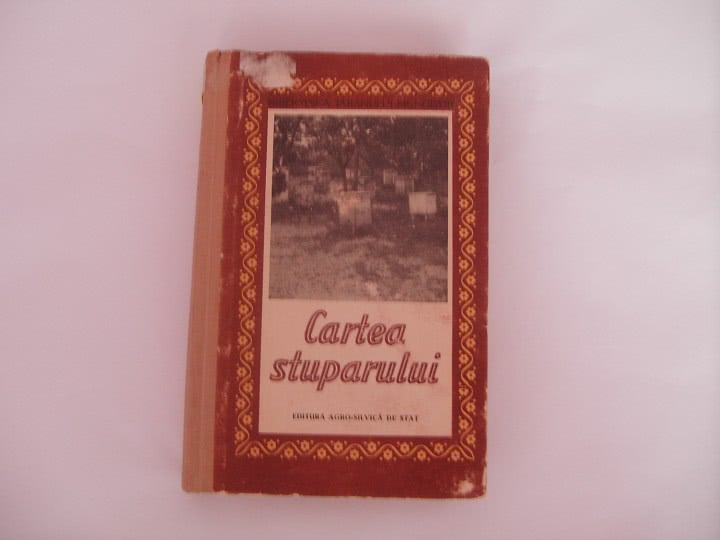 Cartea
stuparului
EDITURA AGRO-SILVICĂ DE STAT